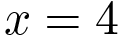 x = 4